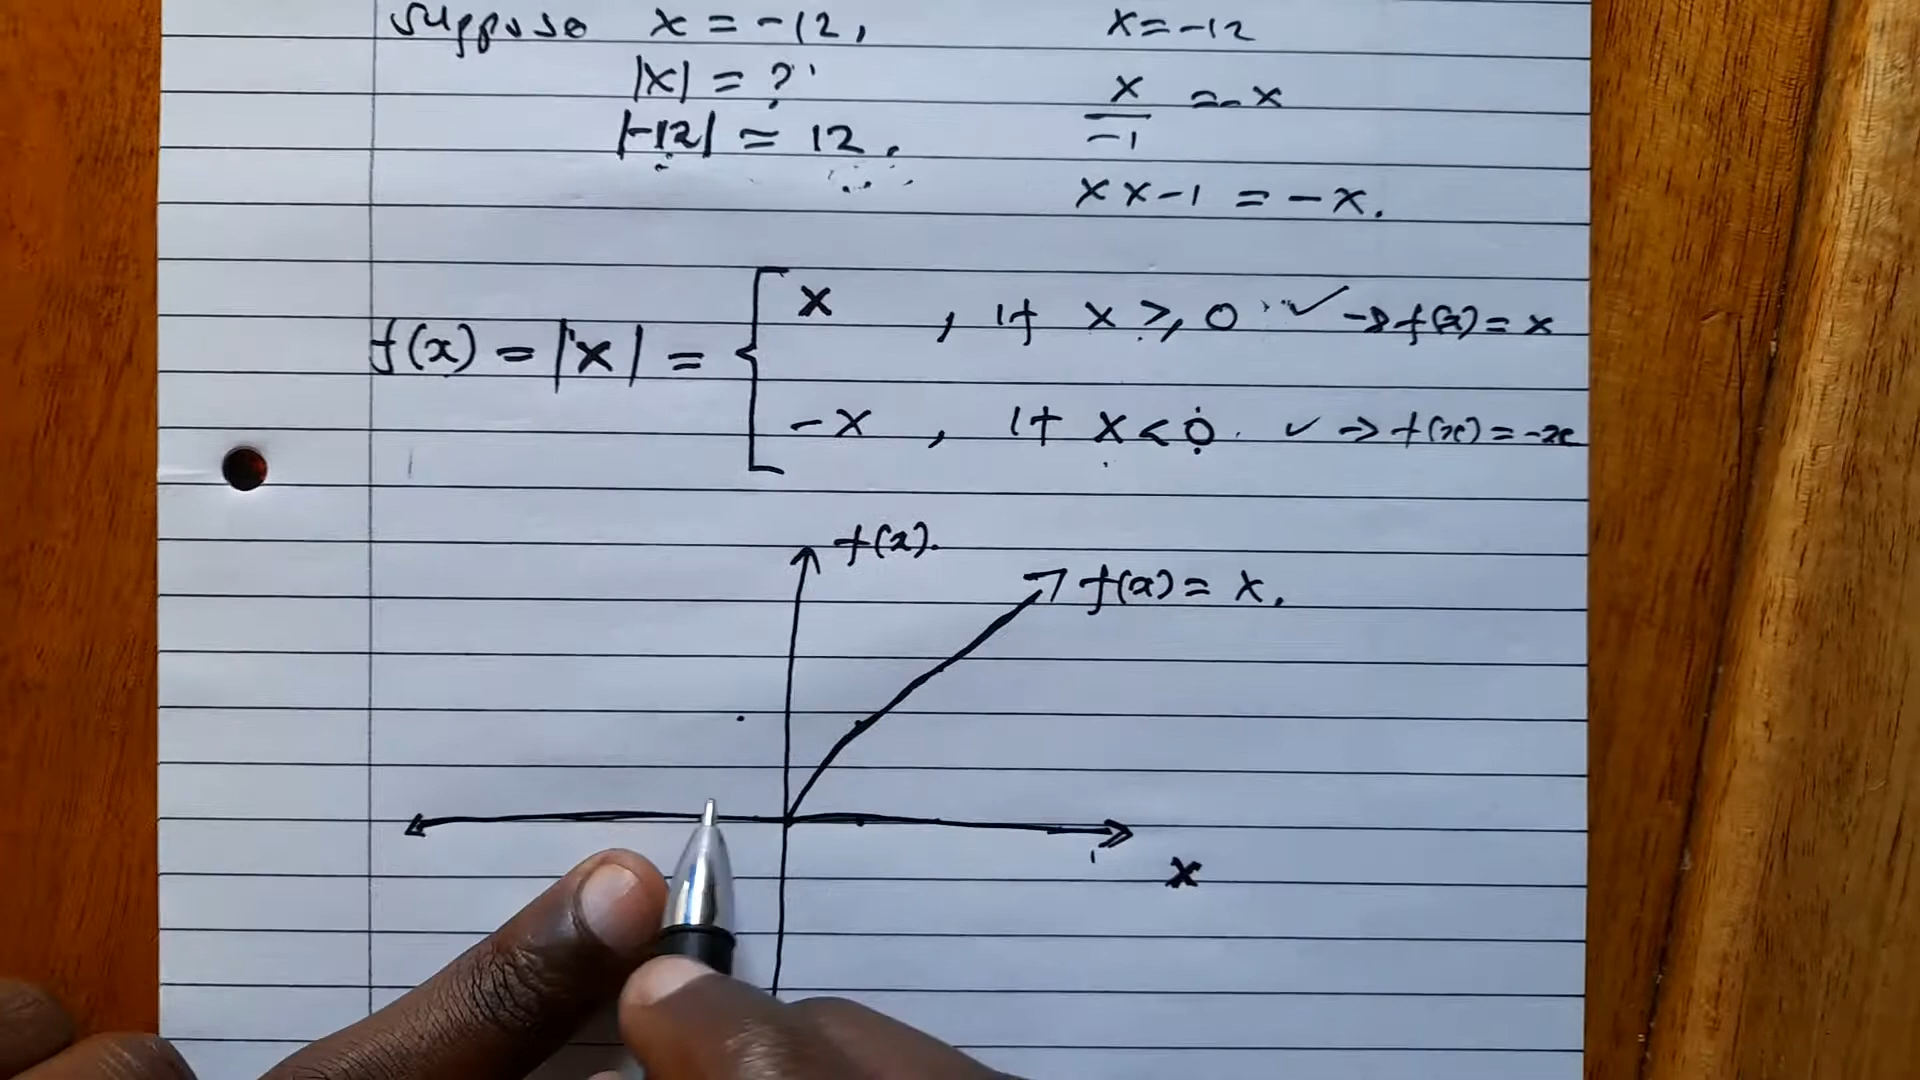 Suppose x = -12, x = -12
|x| = ? x/-1 = -x
|-12| = 12. x x -1 = -x.
f(x) = |x| = { x , if x ≥ 0 ✓ → f(x) = x
-x , if x < 0 ✓ → f(x) = -x
f(x).
f(x) = x.
x